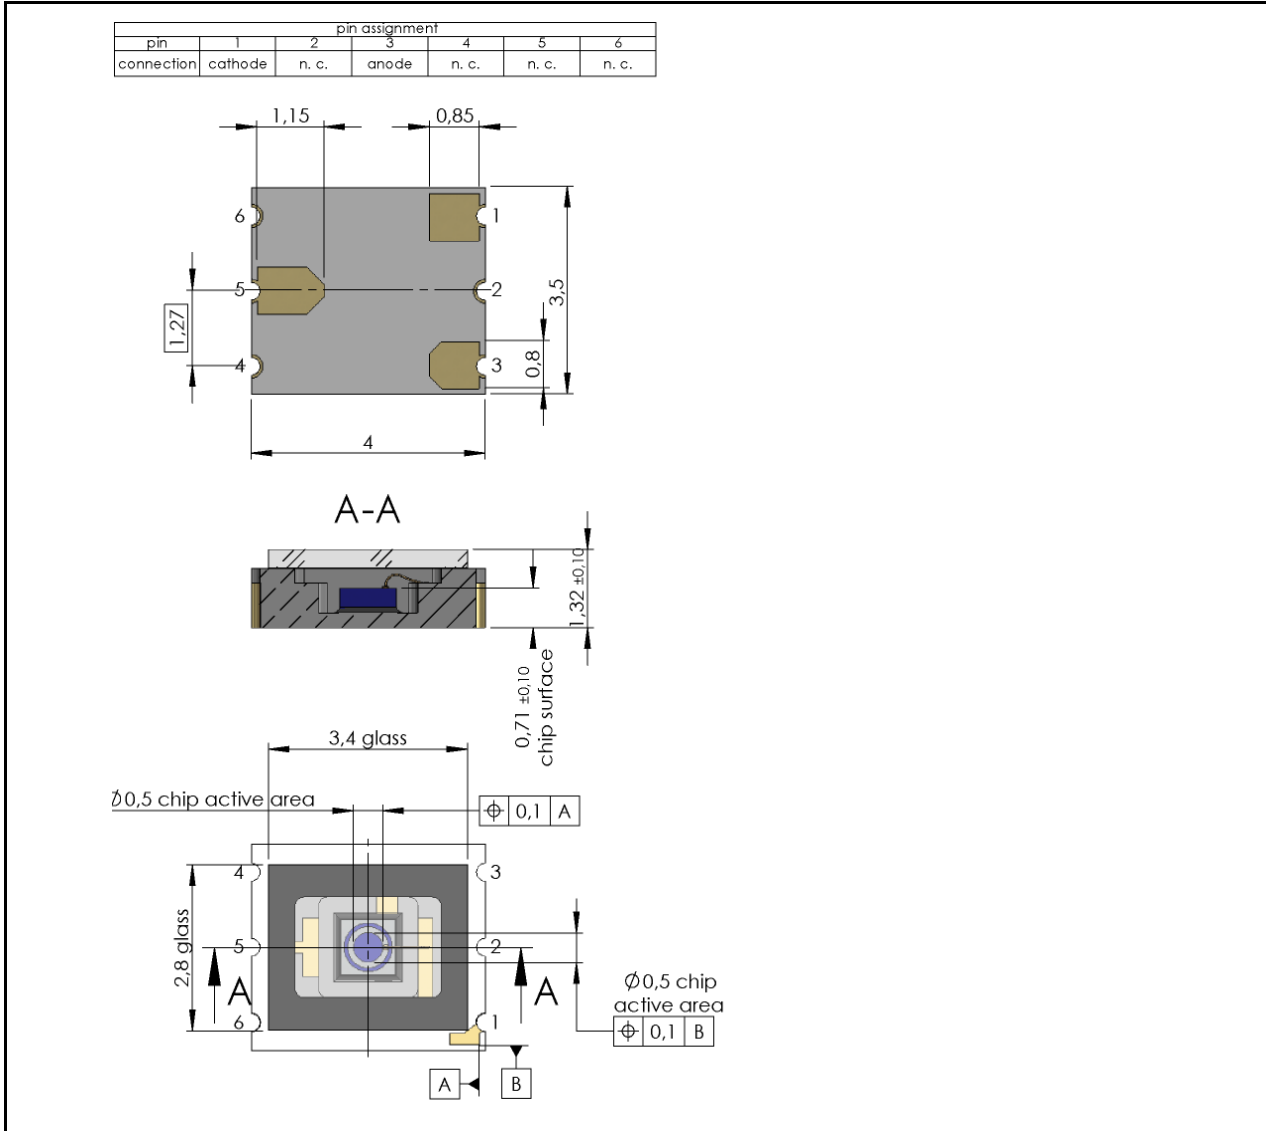 pin assignment
pin 1 2 3 4 5 6
connection cathode n. c. anode n. c. n. c. n. c.
1,15 0,85
6 1
5 2
1,27
3,5
4 3
0,8
4
A-A
1,32 ±0,10
0,71 ±0,10
chip surface
3,4 glass
Ø0,5 chip active area
⌖ 0,1 A
4 3
2,8 glass
5 2
A A
6 1
Ø0,5 chip
active area
⌖ 0,1 B
A B